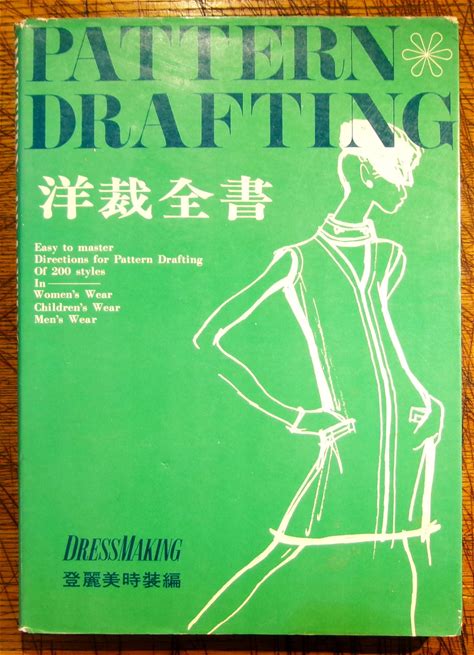 PATTERN
DRAFTING
洋裁全書
Easy to master
Directions for Pattern Drafting
Of 200 styles
In
Women's Wear
Children's Wear
Men's Wear
DRESSMAKING
登麗美時裝編